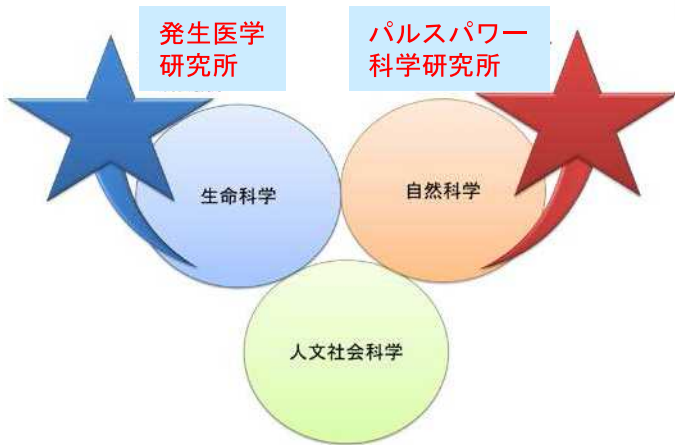 発生医学
研究所
パルスパワー
科学研究所
生命科学
自然科学
人文社会科学